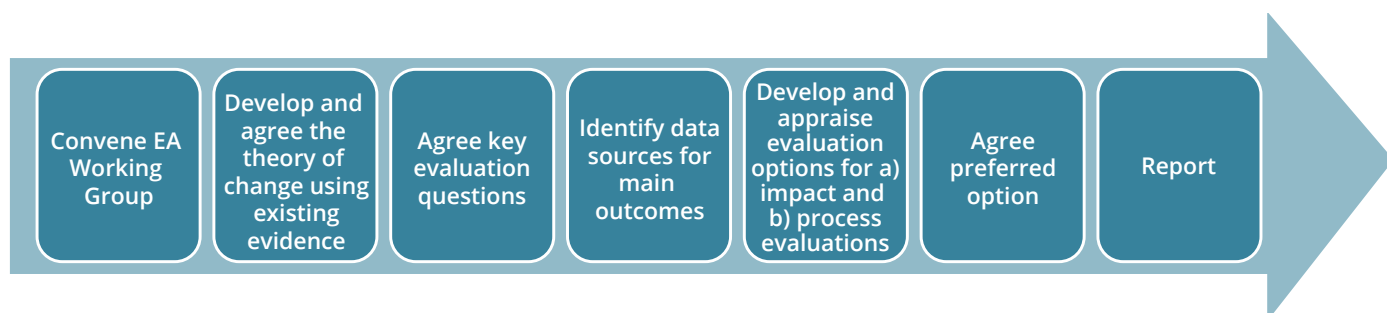 Convene EA
Working
Group
Develop and
agree the
theory of
change using
existing
evidence
Agree key
evaluation
questions
Identify data
sources for
main
outcomes
Develop and
appraise
evaluation
options for a)
impact and
b) process
evaluations
Agree
preferred
option
Report